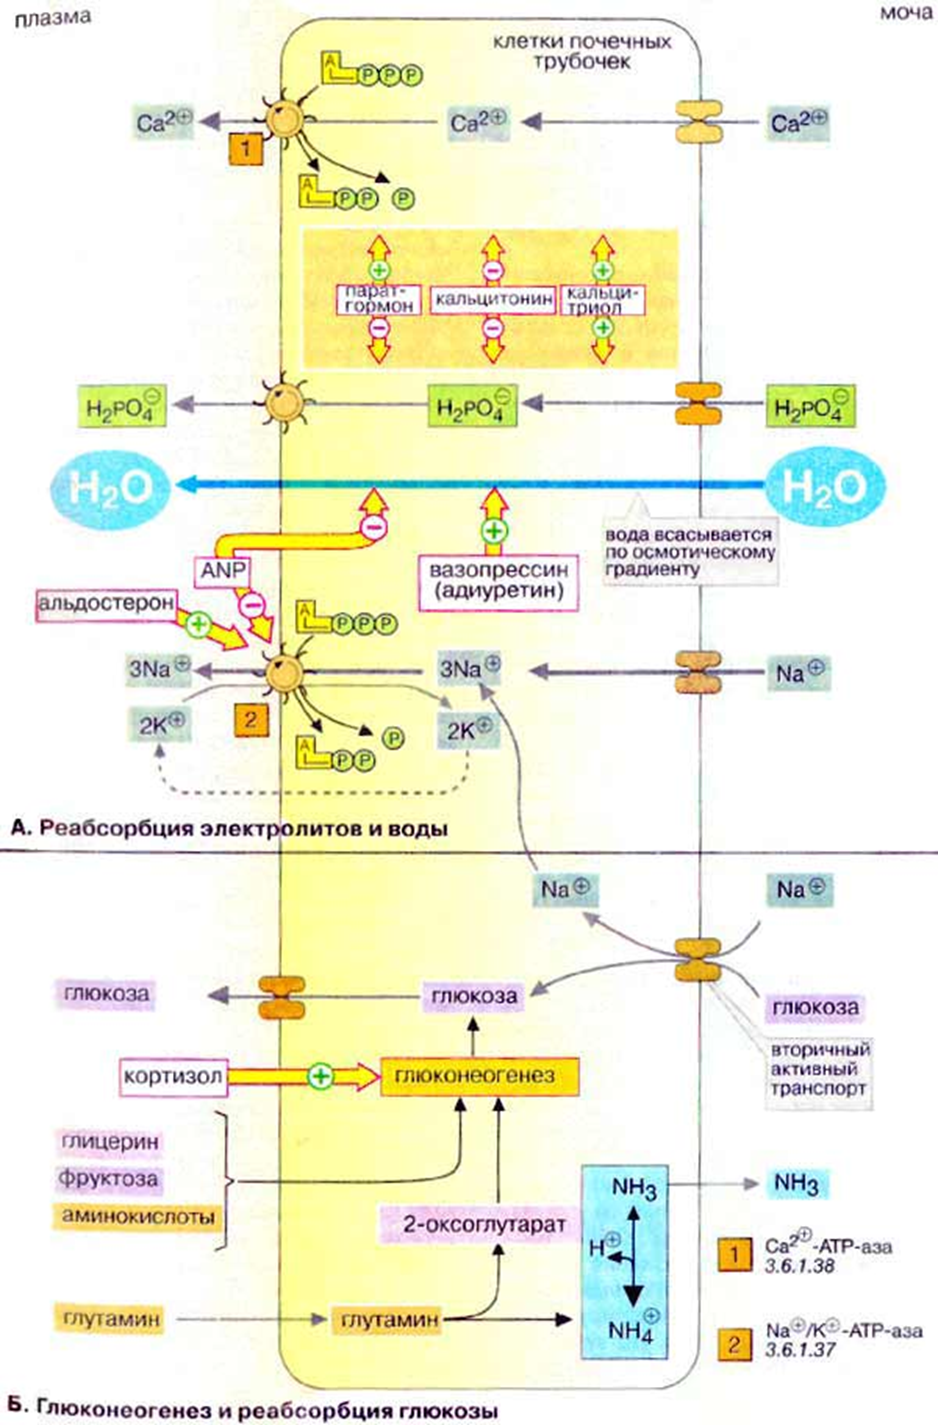 плазма
моча
клетки почечных
трубочек
A
P P P
Ca²⊕
Ca²⊕
Ca²⊕
1
A
P P P
парат-
гормон
кальцитонин
кальци-
триол
+ − +
− − +
H₂PO₄⊖
H₂PO₄⊖
H₂PO₄⊖
H₂O
H₂O
−
+
вода всасывается
по осмотическому
градиенту
ANP
вазопрессин
(адиуретин)
альдостерон
+
−
A
P P P
3Na⊕
3Na⊕
Na⊕
2K⊕
2
2K⊕
A
P P P
А. Реабсорбция электролитов и воды
Na⊕
Na⊕
глюкоза
глюкоза
глюкоза
вторичный
активный
транспорт
кортизол
+
глюконеогенез
глицерин
фруктоза
аминокислоты
2-оксоглутарат
NH₃
NH₃
H⊕
NH₄⊕
глутамин
глутамин
1 Ca²⊕-АТР-аза
3.6.1.38
2 Na⊕/K⊕-АТР-аза
3.6.1.37
Б. Глюконеогенез и реабсорбция глюкозы